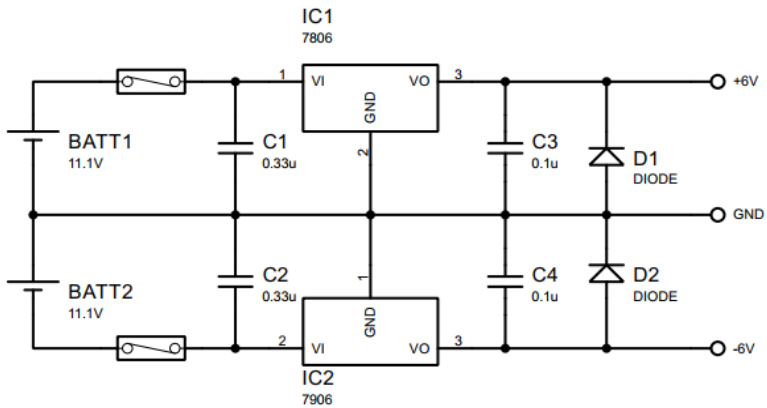 IC1
7806
1
VI
VO
3
+6V
GND
2
BATT1
11.1V
C1
0.33u
C3
0.1u
D1
DIODE
GND
BATT2
11.1V
C2
0.33u
1
C4
0.1u
D2
DIODE
GND
2
VI
VO
3
-6V
IC2
7906